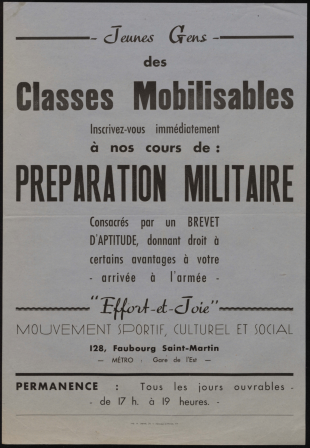 - Jeunes Gens -
des
Classes Mobilisables
Inscrivez-vous immédiatement
à nos cours de :
PREPARATION MILITAIRE
Consacrés par un BREVET
D'APTITUDE, donnant droit à
certains avantages à votre
- arrivée à l'armée -
"Effort-et-Joie"
MOUVEMENT SPORTIF, CULTUREL ET SOCIAL
128, Faubourg Saint-Martin
— MÉTRO - Gare de l'Est —
PERMANENCE : Tous les jours ouvrables -
- de 17 h. à 19 heures. -